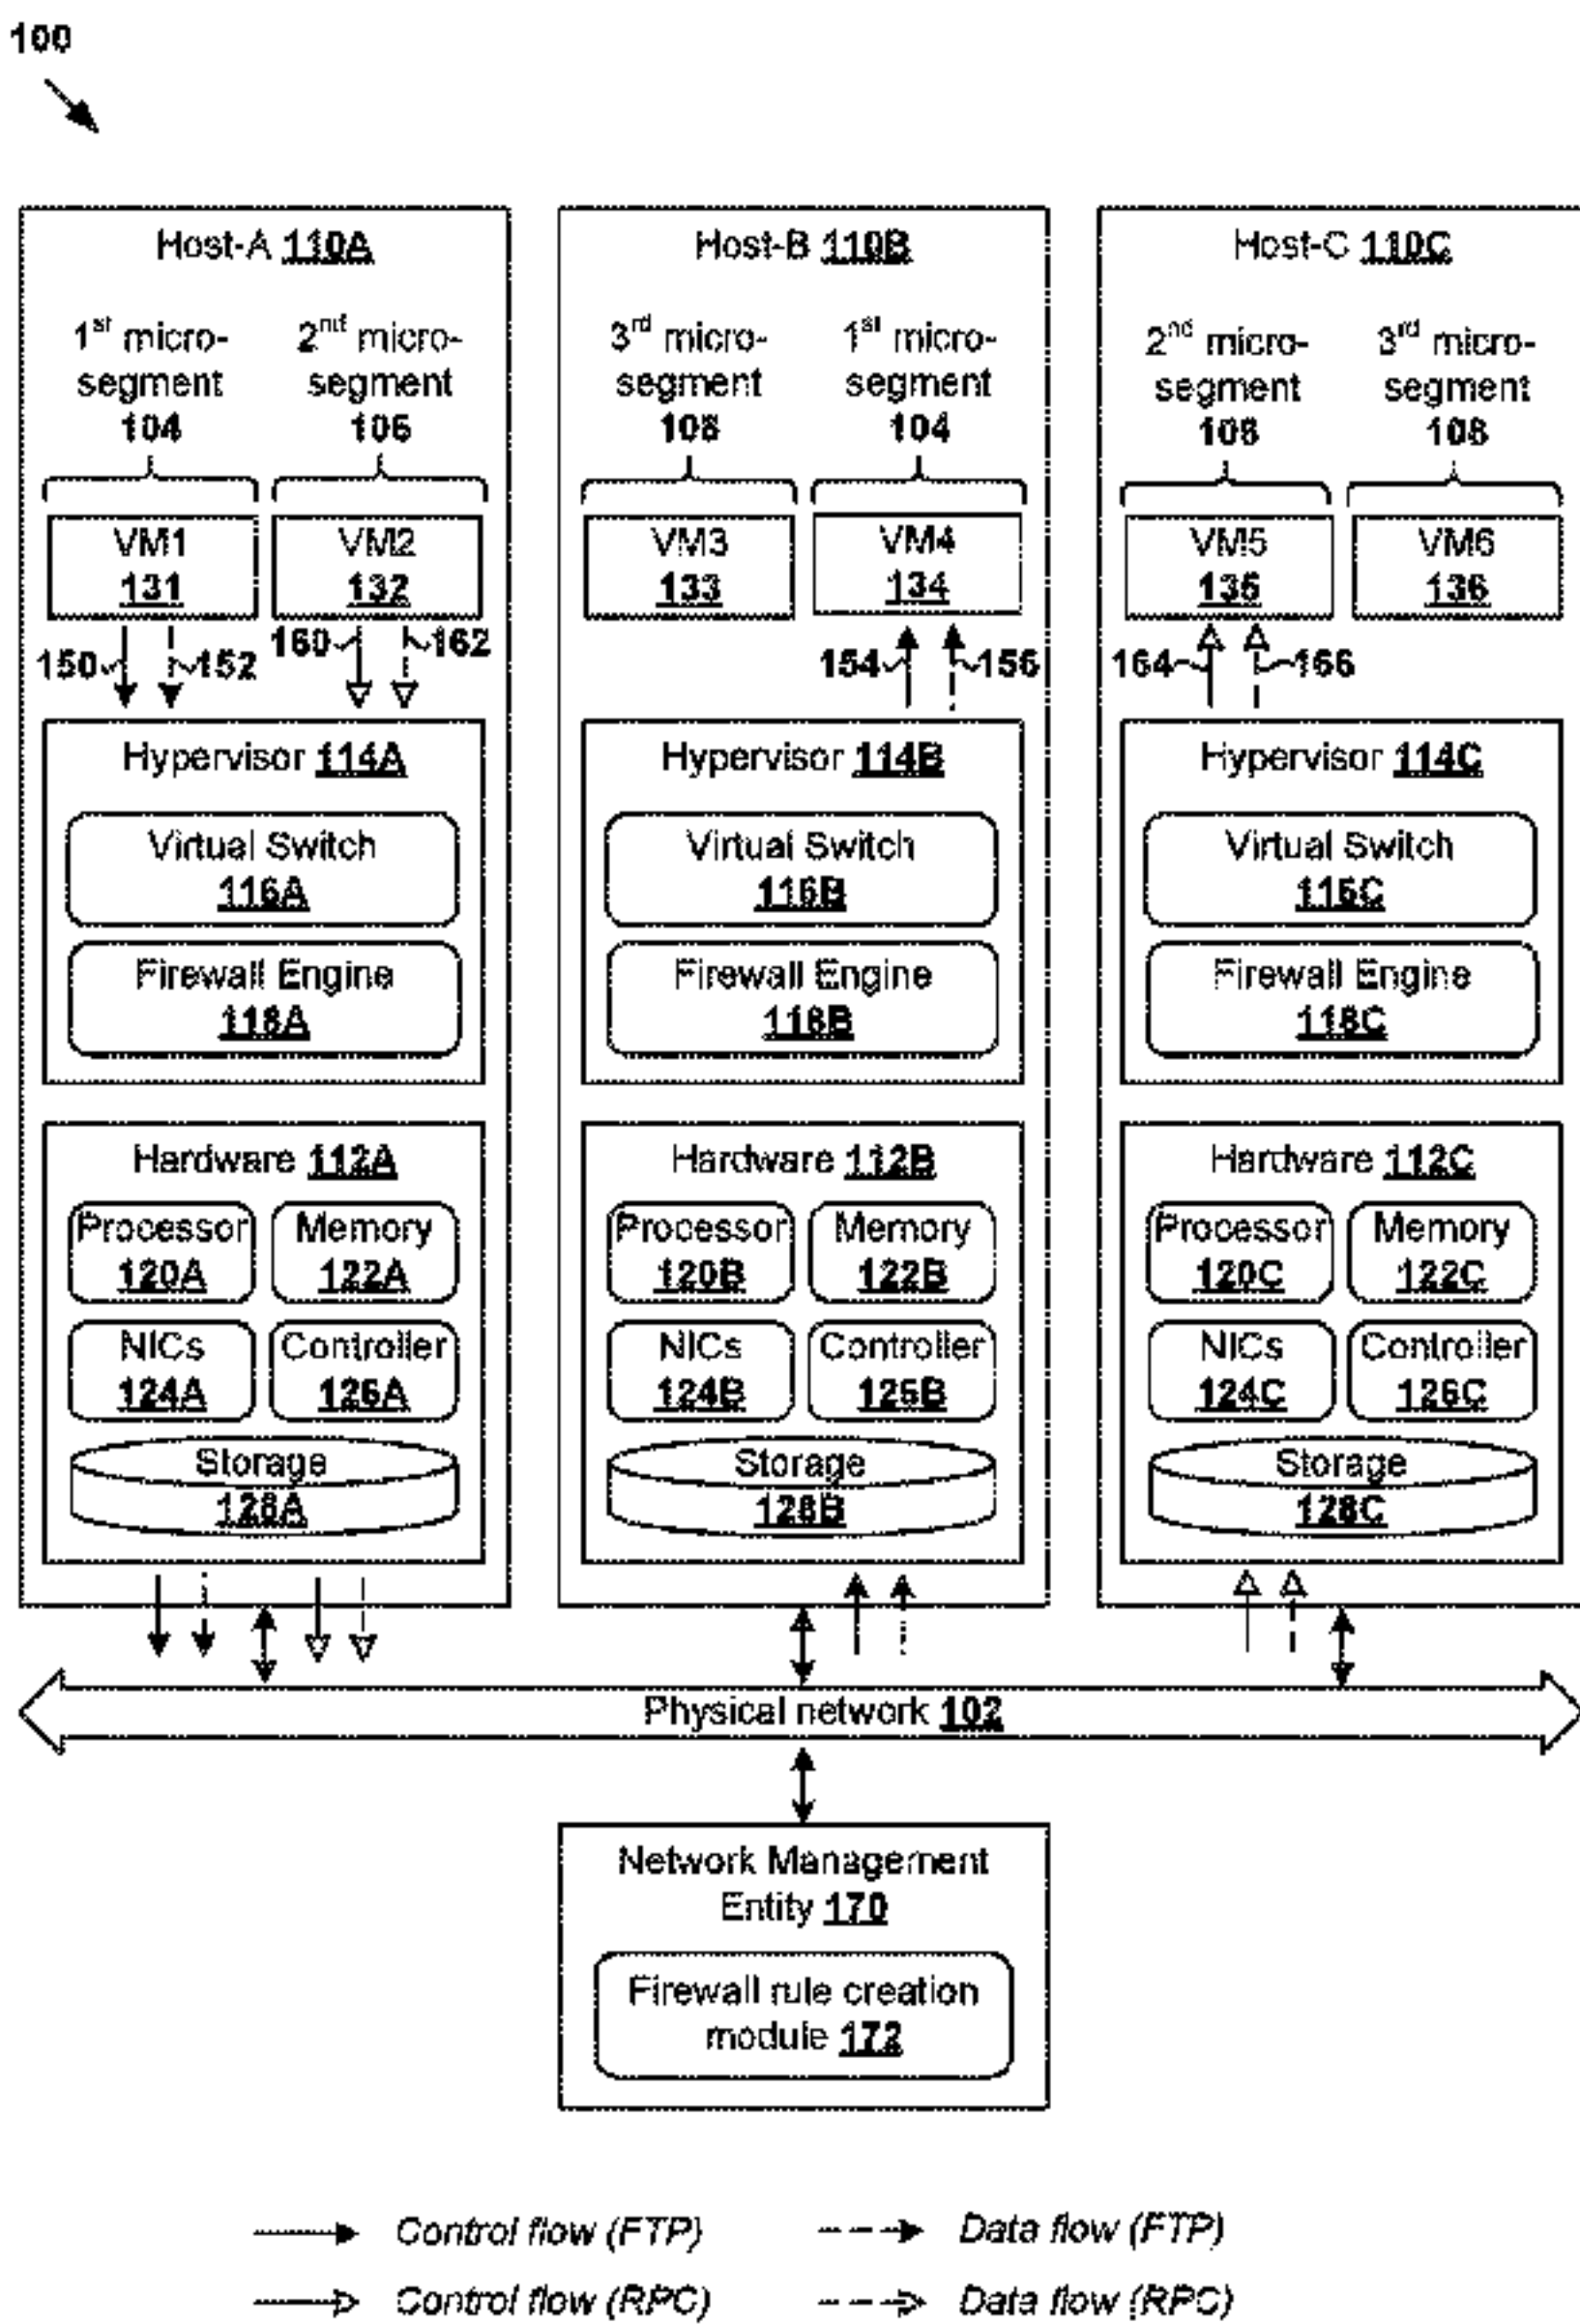 100
Host-A 110A
1st micro-
segment
104
2nd micro-
segment
106
VM1
131
VM2
132
150
152
160
162
Hypervisor 114A
Virtual Switch
116A
Firewall Engine
118A
Hardware 112A
Processor
120A
Memory
122A
NICs
124A
Controller
126A
Storage
128A
Host-B 110B
3rd micro-
segment
108
1st micro-
segment
104
VM3
133
VM4
134
154
156
Hypervisor 114B
Virtual Switch
116B
Firewall Engine
118B
Hardware 112B
Processor
120B
Memory
122B
NICs
124B
Controller
126B
Storage
128B
Host-C 110C
2nd micro-
segment
106
3rd micro-
segment
108
VM5
135
VM6
136
164
166
Hypervisor 114C
Virtual Switch
116C
Firewall Engine
118C
Hardware 112C
Processor
120C
Memory
122C
NICs
124C
Controller
126C
Storage
128C
Physical network 102
Network Management
Entity 170
Firewall rule creation
module 172
Control flow (FTP)
Data flow (FTP)
Control flow (RPC)
Data flow (RPC)